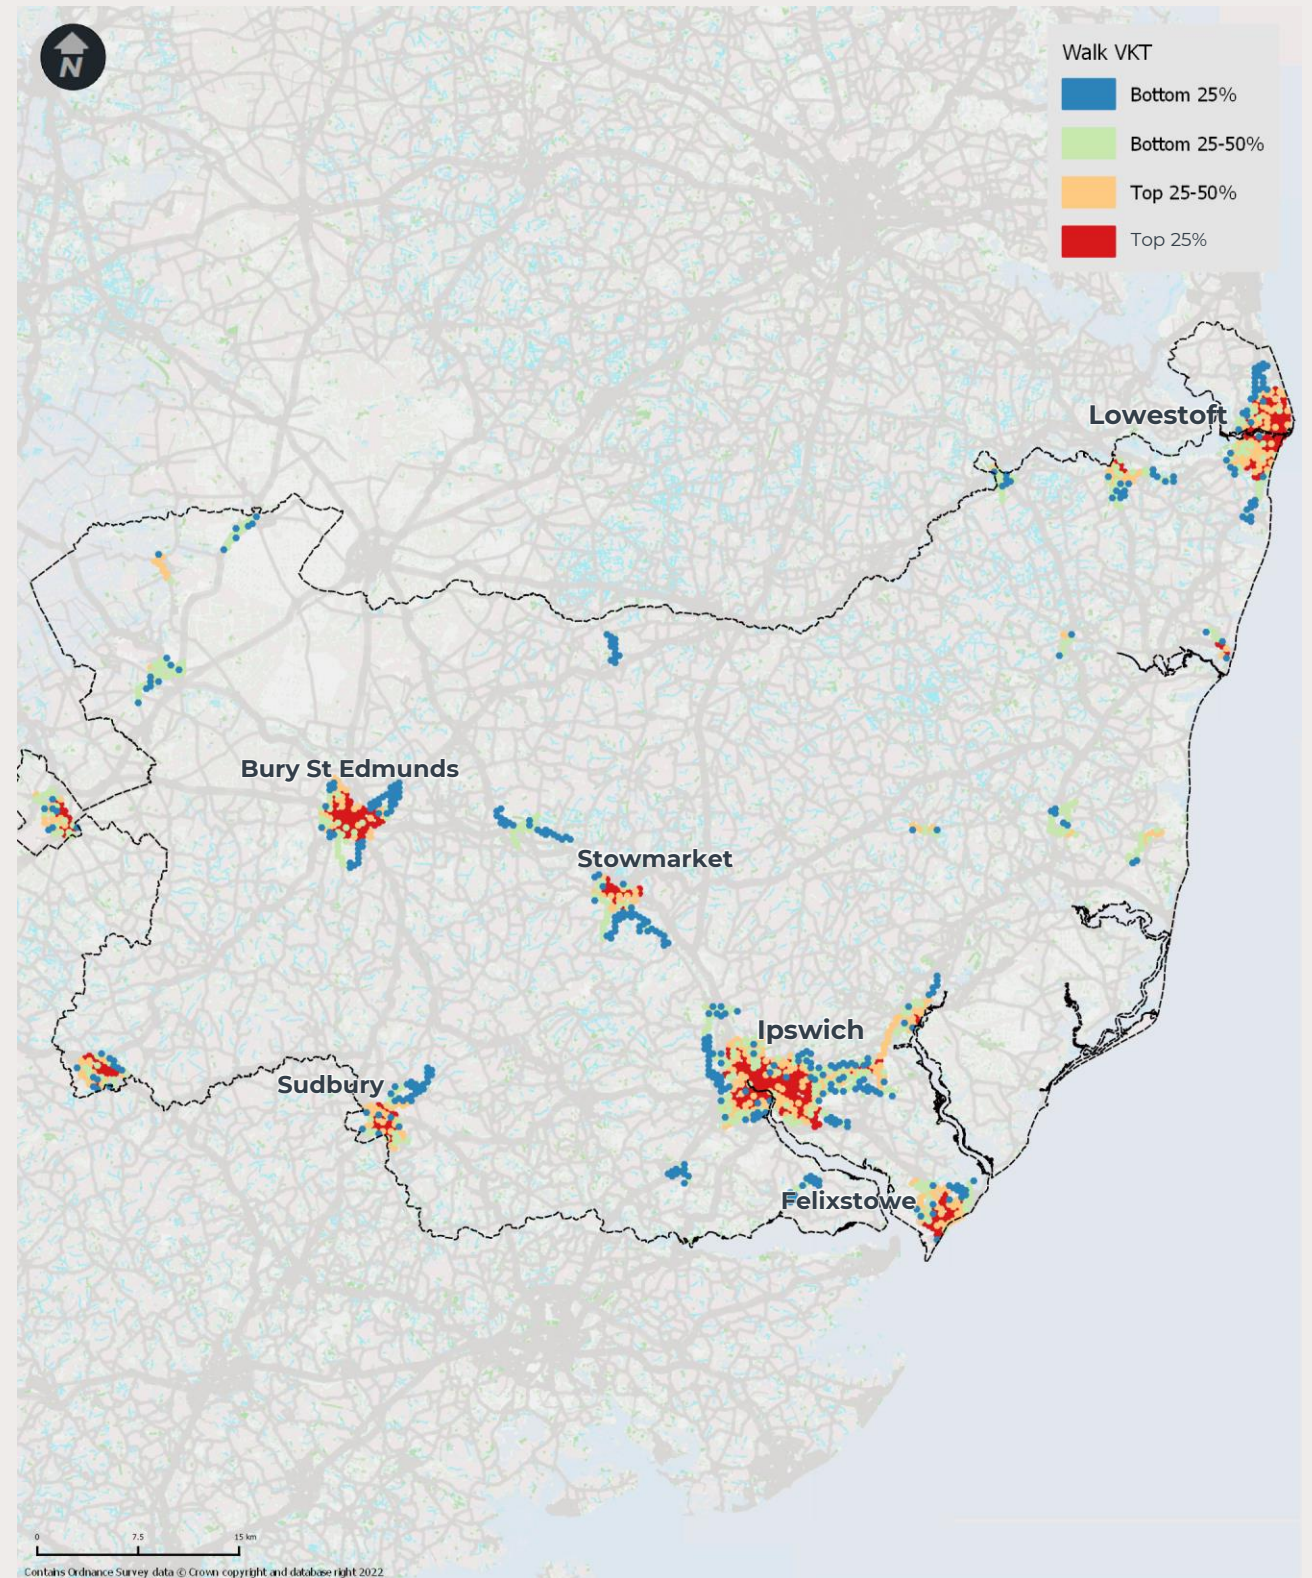 N
Walk VKT
Bottom 25%
Bottom 25-50%
Top 25-50%
Top 25%
Lowestoft
Bury St Edmunds
Stowmarket
Ipswich
Sudbury
Felixstowe
0 7.5 15 km
Contains Ordnance Survey data © Crown copyright and database right 2022